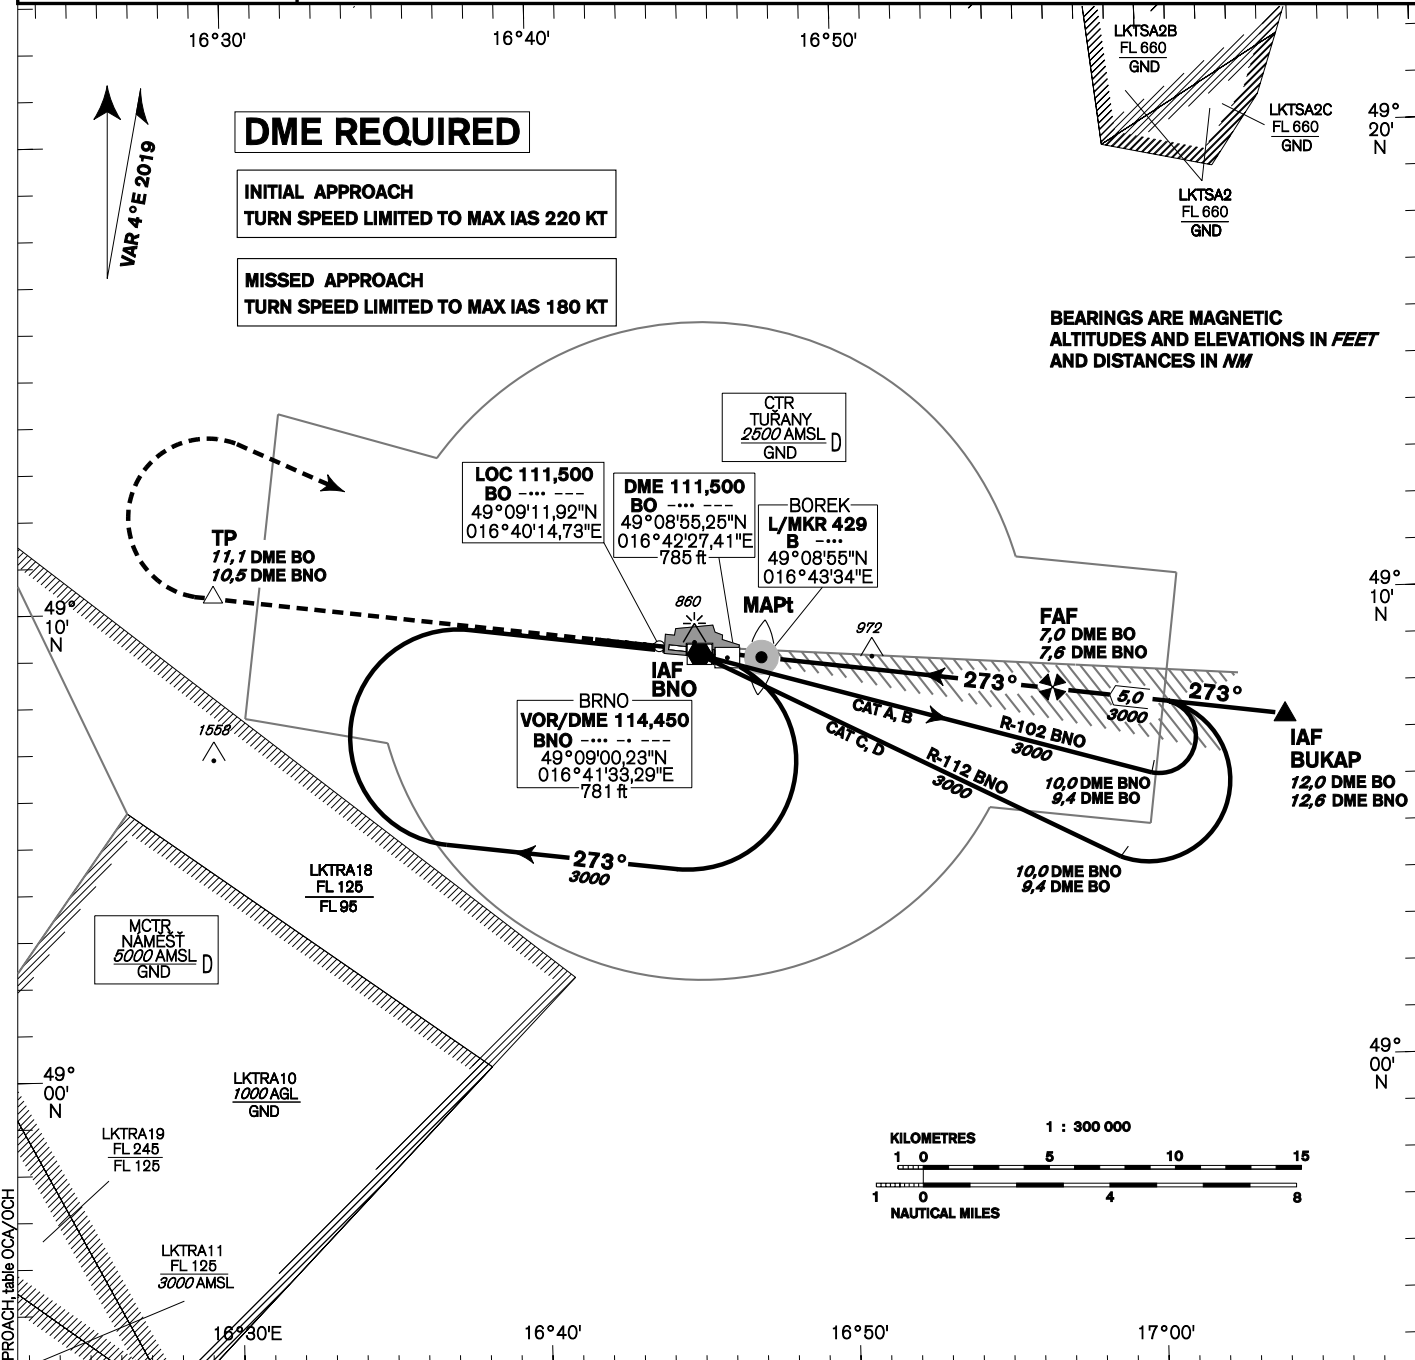 16°30'
16°40'
16°50'
LKTSA2B
FL 660
GND
LKTSA2C
FL 660
GND
LKTSA2
FL 660
GND
49°
20'
N
VAR 4°E 2019
DME REQUIRED
INITIAL APPROACH
TURN SPEED LIMITED TO MAX IAS 220 KT
MISSED APPROACH
TURN SPEED LIMITED TO MAX IAS 180 KT
BEARINGS ARE MAGNETIC
ALTITUDES AND ELEVATIONS IN FEET
AND DISTANCES IN NM
CTR
TUŘANY
2500 AMSL
GND
D
LOC 111,500
BO -••• ---
49°09'11,92"N
016°40'14,73"E
DME 111,500
BO -••• ---
49°08'55,25"N
016°42'27,41"E
785 ft
BOREK
L/MKR 429
B -•••
49°08'55"N
016°43'34"E
TP
11,1 DME BO
10,5 DME BNO
49°
10'
N
49°
10'
N
860
MAPt
972
FAF
7,0 DME BO
7,6 DME BNO
IAF
BNO
273°
5,0
3000
273°
IAF
BUKAP
12,0 DME BO
12,6 DME BNO
CAT A, B
R-102 BNO
3000
CAT C, D
R-112 BNO
3000
10,0 DME BNO
9,4 DME BO
10,0 DME BNO
9,4 DME BO
BRNO
VOR/DME 114,450
BNO -••• -• ---
49°09'00,23"N
016°41'33,29"E
781 ft
1558
273°
3000
LKTRA18
FL 125
FL 95
MCTR
NÁMĚŠŤ
5000 AMSL
GND
D
49°
00'
N
49°
00'
N
LKTRA10
1000 AGL
GND
LKTRA19
FL 245
FL 125
LKTRA11
FL 125
3000 AMSL
1 : 300 000
KILOMETRES
1 0 5 10 15
1 0 4 8
NAUTICAL MILES
16°30'E
16°40'
16°50'
17°00'
PROACH, table OCA/OCH